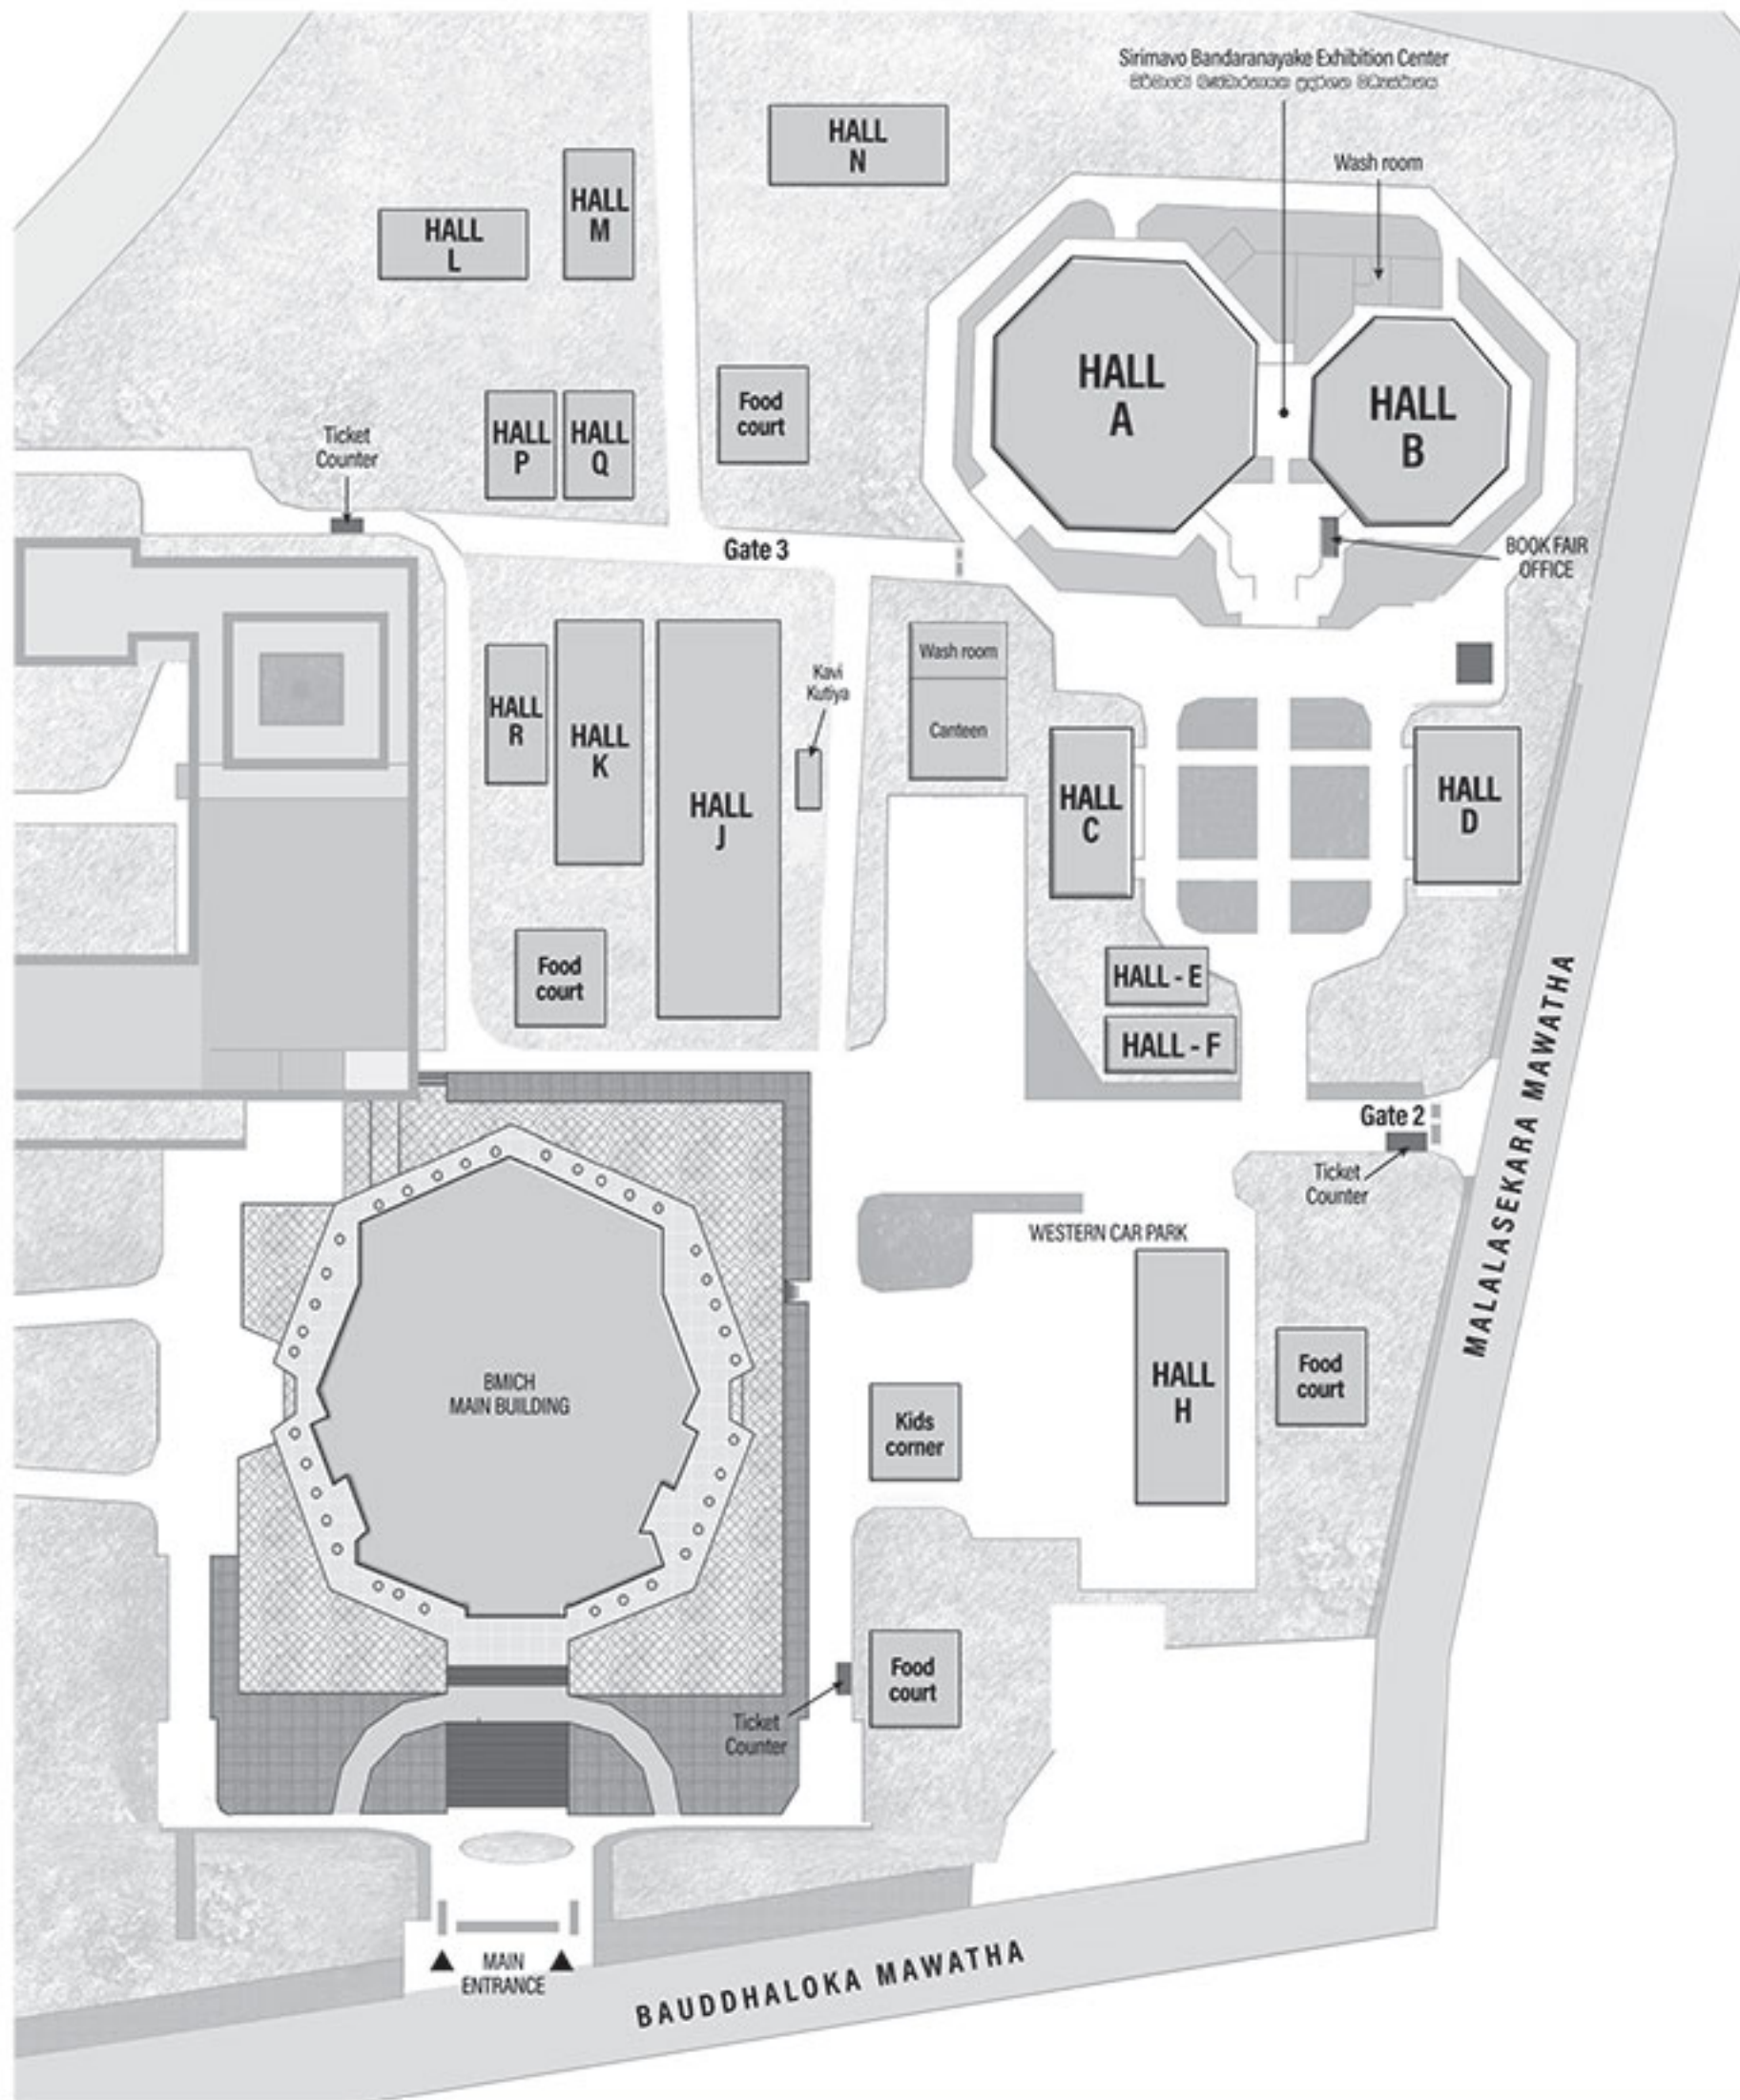 Sirimavo Bandaranayake Exhibition Center
Wash room
HALL
N
HALL
M
HALL
L
HALL
A
HALL
B
Food
court
HALL
P
HALL
Q
Ticket
Counter
Gate 3
BOOK FAIR
OFFICE
Wash room
Canteen
Kavi
Kutiya
HALL
R
HALL
K
HALL
J
HALL
C
HALL
D
Food
court
HALL - E
HALL - F
Gate 2
Ticket
Counter
MALALASEKARA MAWATHA
WESTERN CAR PARK
BMICH
MAIN BUILDING
HALL
H
Food
court
Kids
corner
Food
court
Ticket
Counter
MAIN
ENTRANCE
BAUDDHALOKA MAWATHA